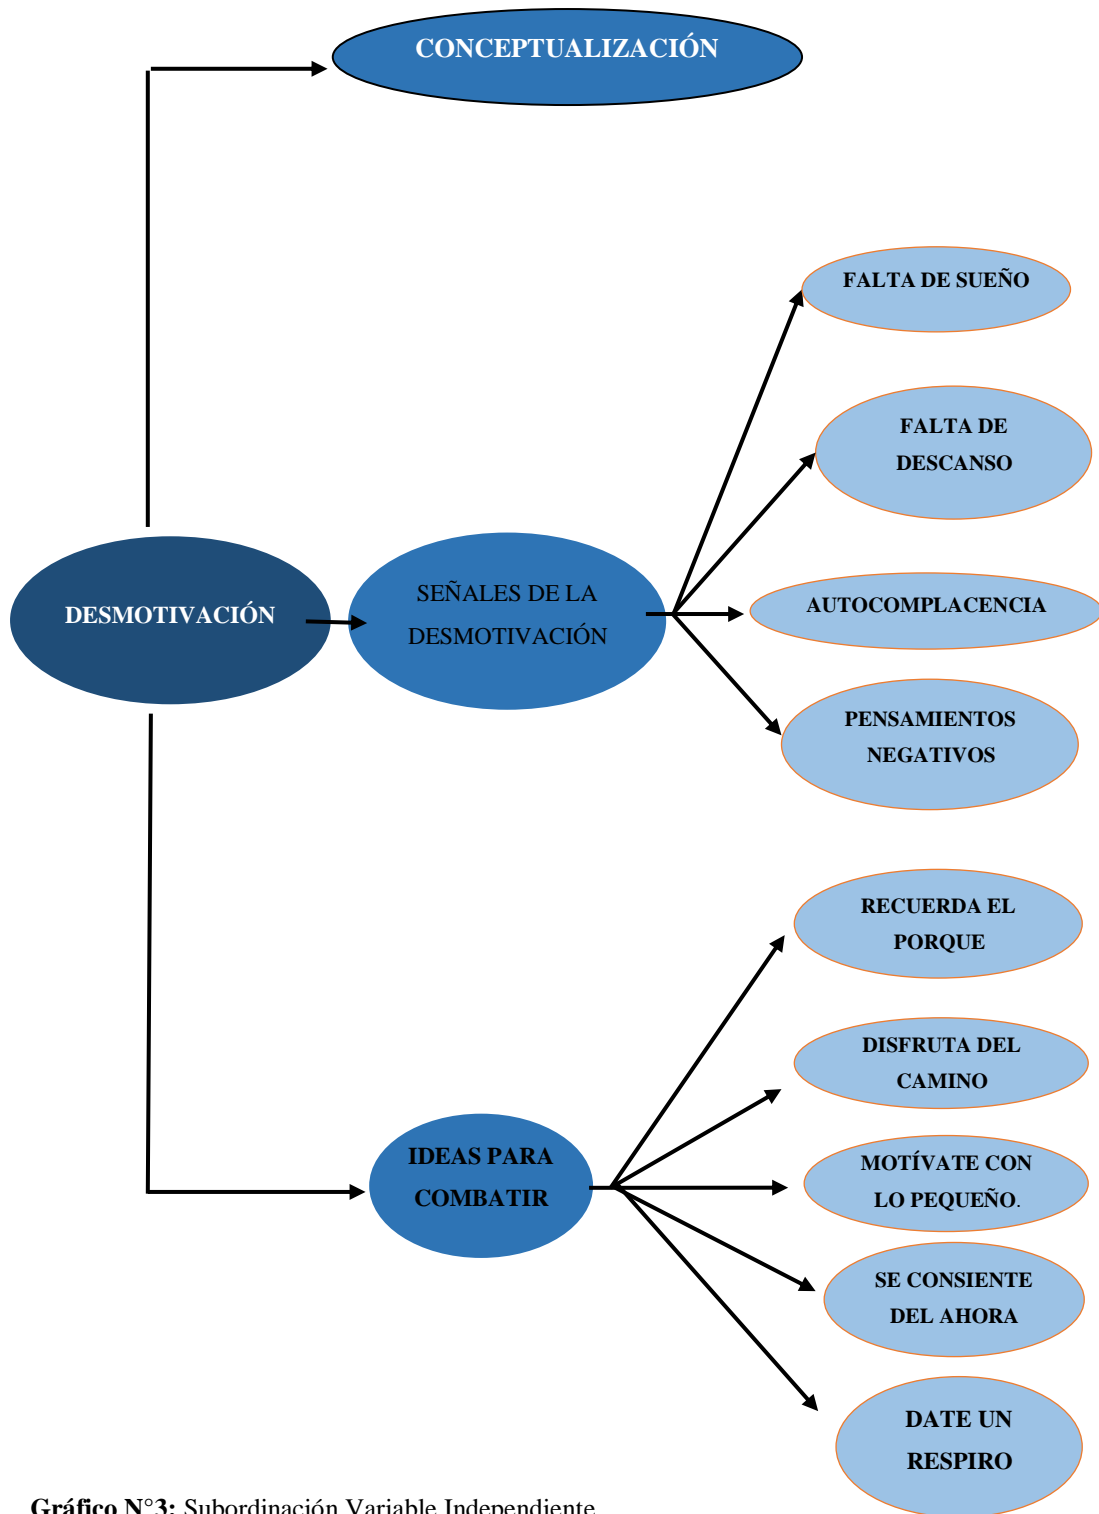 CONCEPTUALIZACIÓN
FALTA DE SUEÑO
FALTA DE
DESCANSO
DESMOTIVACIÓN
SEÑALES DE LA
DESMOTIVACIÓN
AUTOCOMPLACENCIA
PENSAMIENTOS
NEGATIVOS
RECUERDA EL
PORQUE
DISFRUTA DEL
CAMINO
IDEAS PARA
COMBATIR
MOTÍVATE CON
LO PEQUEÑO.
SE CONSIENTE
DEL AHORA
DATE UN
RESPIRO
Gráfico N°3: Subordinación Variable Independiente